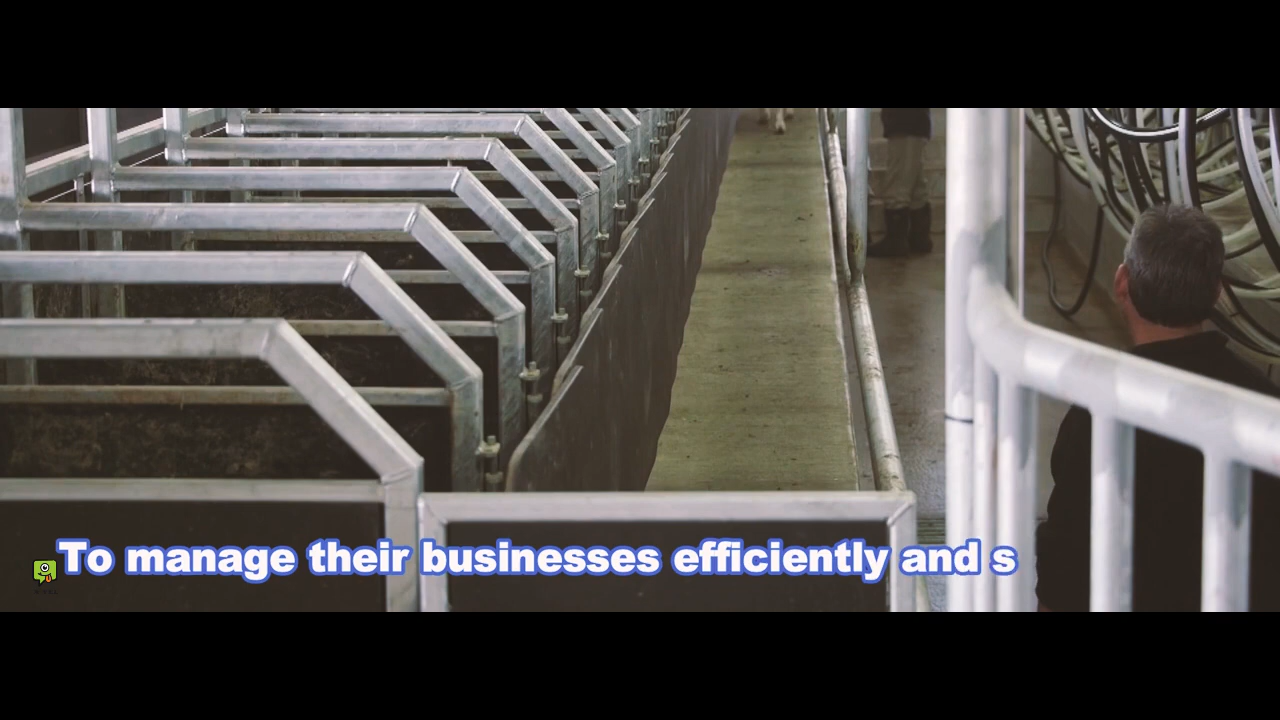 To manage their businesses efficiently and s